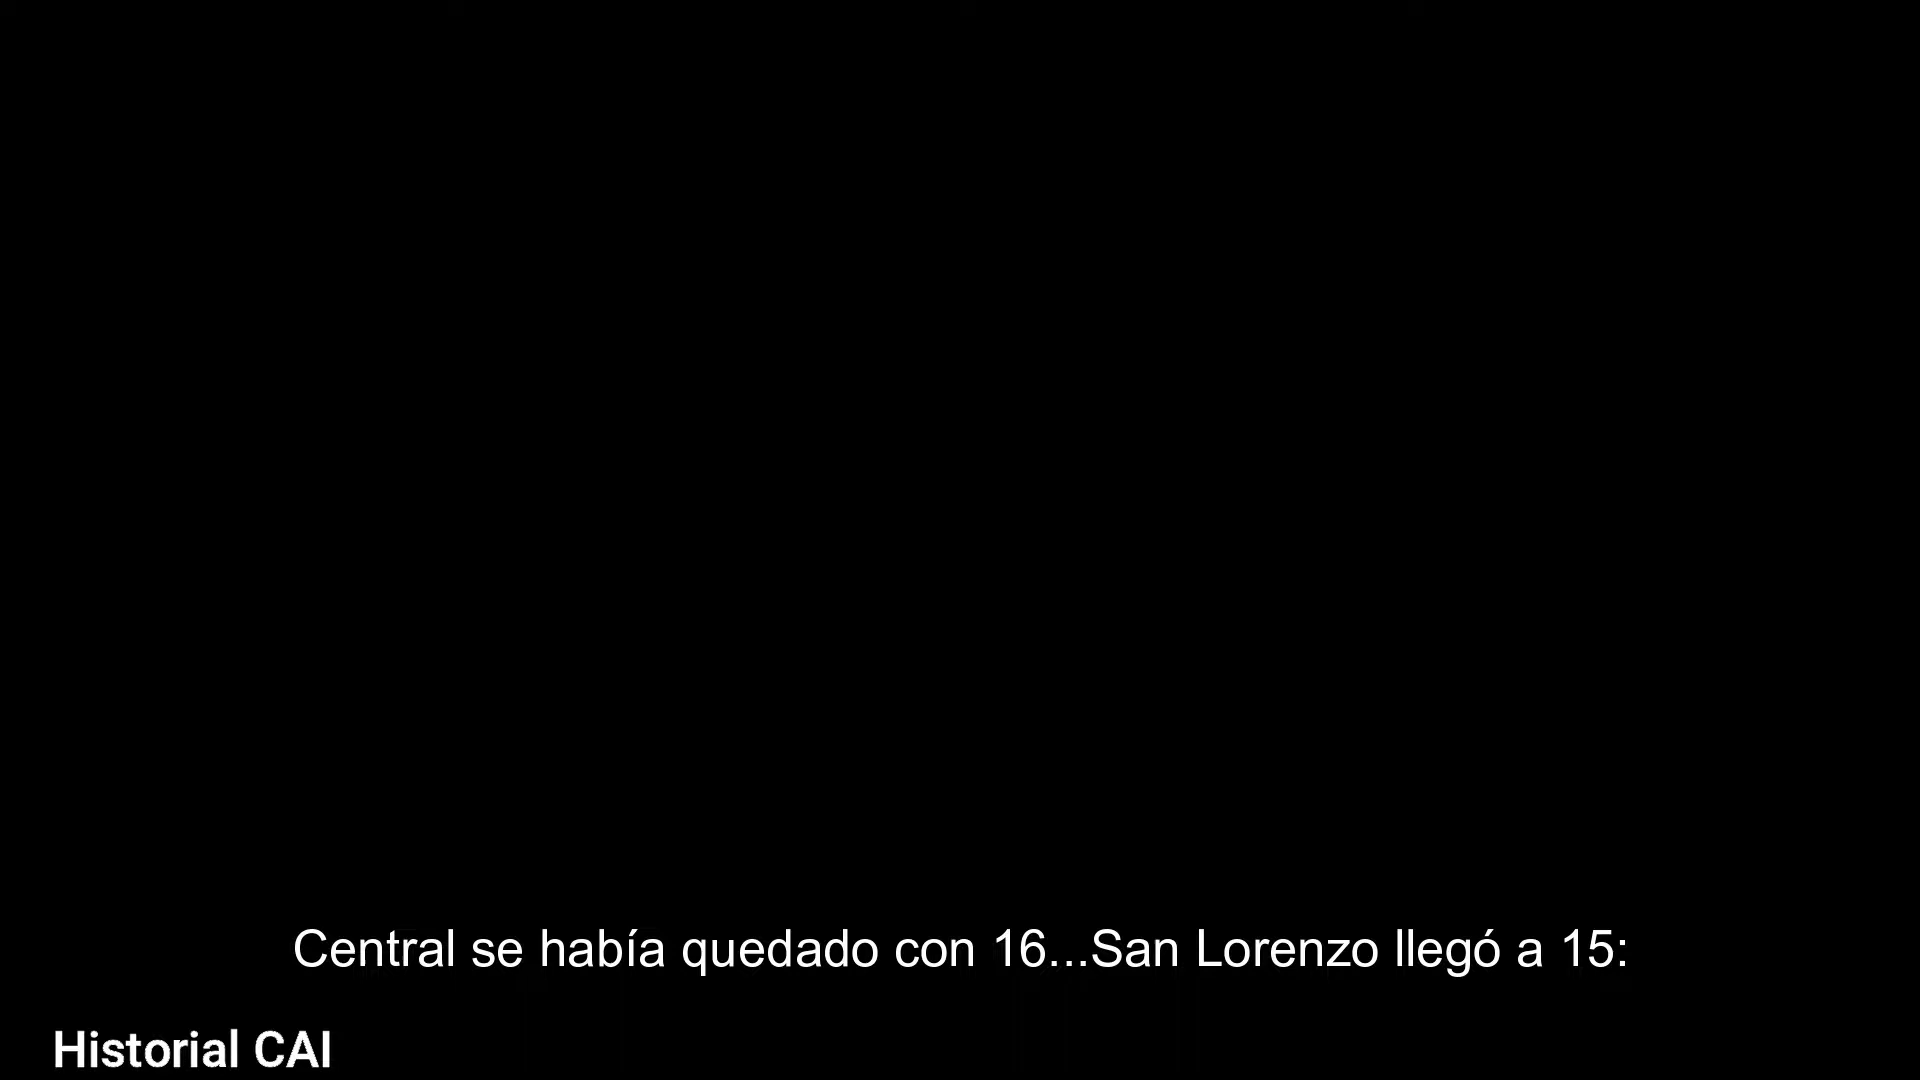 Central se había quedado con 16...San Lorenzo llegó a 15:
Historial CAI